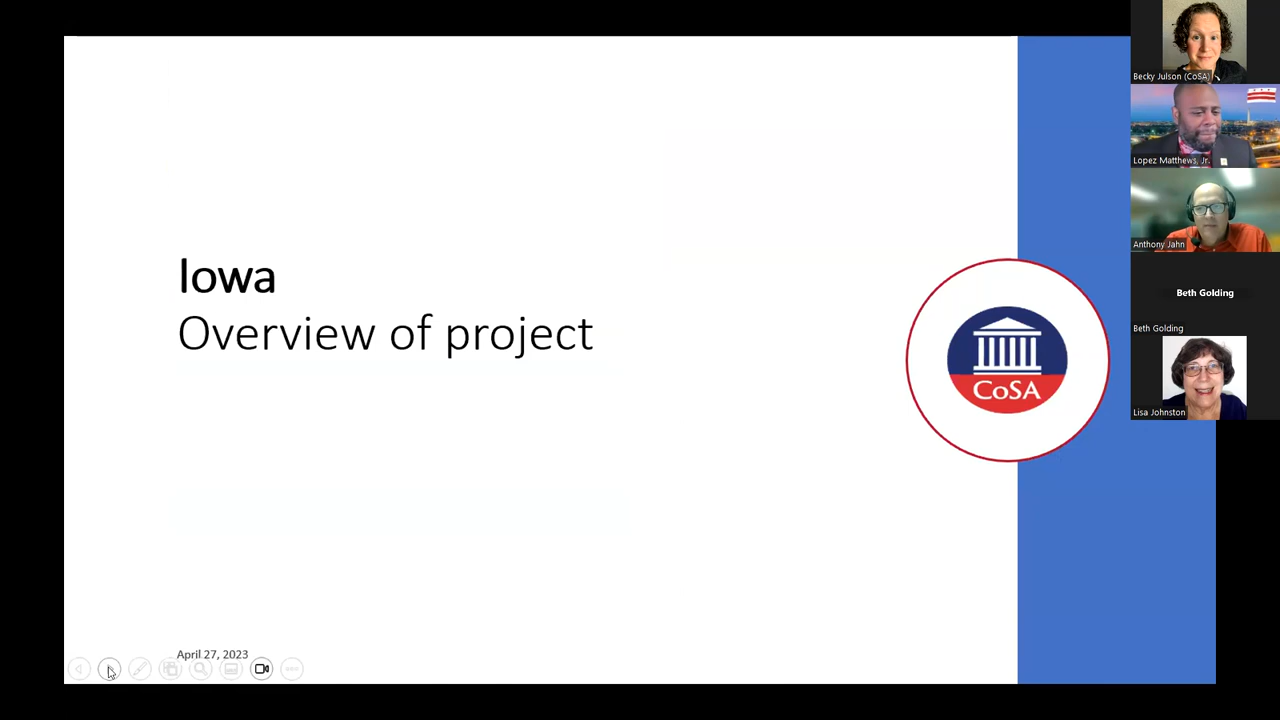 Iowa
Overview of project
CoSA
April 27, 2023
Becky Julson (CoSA)
Lopez Matthews, Jr.
Anthony Jahn
Beth Golding
Beth Golding
Lisa Johnston